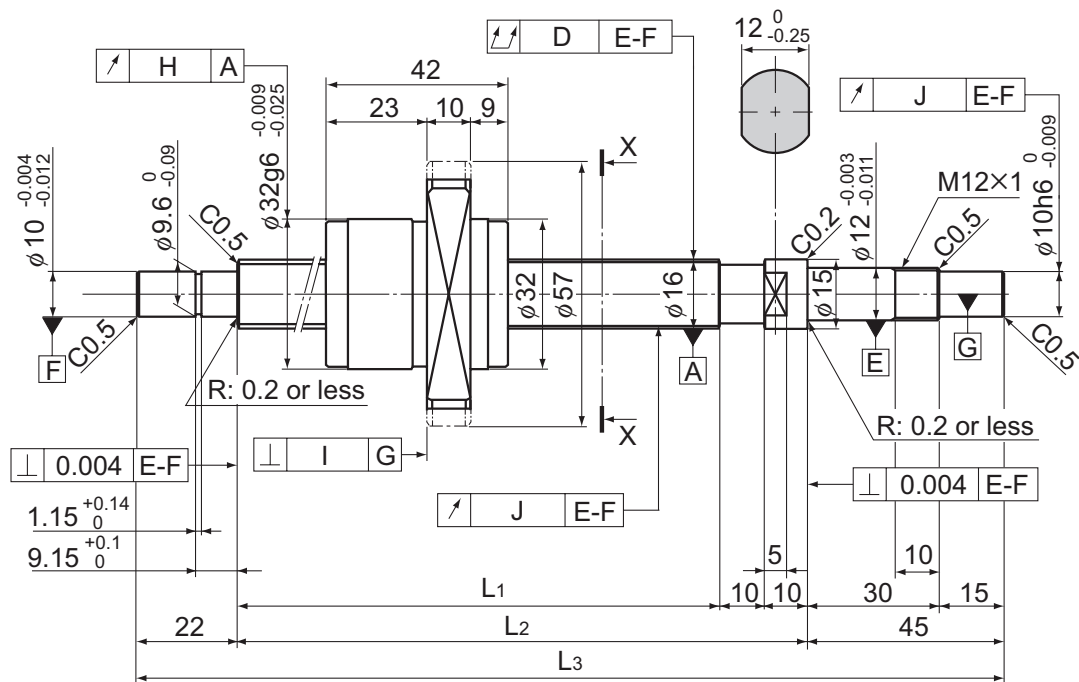 12 0 -0.25
D E-F
H A
42
J E-F
23 10 9
-0.009
-0.025
φ32g6
X
M12×1
φ10 -0.004 -0.012
φ9.6 0 -0.09
C0.5
C0.2
φ12 -0.003 -0.011
C0.5
φ10h6 0 -0.009
φ32
φ57
φ16
φ15
F
C0.5
A
E
G
C0.5
R: 0.2 or less
X
R: 0.2 or less
⊥ 0.004 E-F
⊥ I G
⊥ 0.004 E-F
J E-F
1.15 +0.14 0
9.15 +0.1 0
5
10
L1
10 10 30 15
22
L2
45
L3